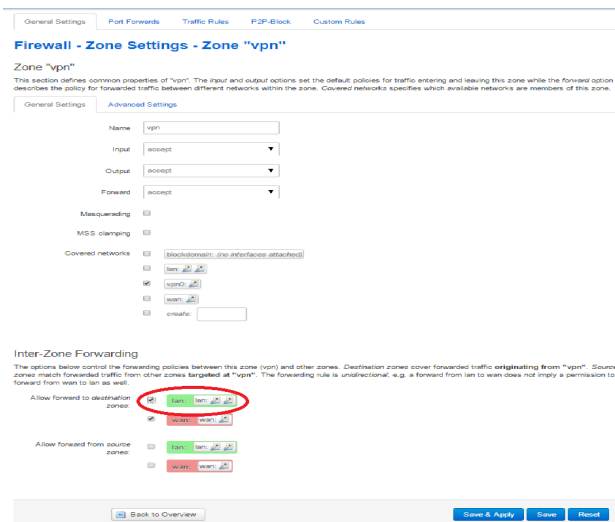 General Settings Port Forwards Traffic Rules P2P-Block Custom Rules
Firewall - Zone Settings - Zone "vpn"
Zone "vpn"
This section defines common properties of "vpn". The input and output options set the default policies for traffic entering and leaving this zone while the forward option
describes the policy for forwarded traffic between different networks within the zone. Covered networks specifies which available networks are members of this zone.
General Settings Advanced Settings
Name vpn
Input accept
Output accept
Forward accept
Masquerading
MSS clamping
Covered networks blockdomain: (no interfaces attached)
lan:
vpn0:
wan:
create:
Inter-Zone Forwarding
The options below control the forwarding policies between this zone (vpn) and other zones. Destination zones cover forwarded traffic originating from "vpn". Source
zones match forwarded traffic from other zones targeted at "vpn". The forwarding rule is unidirectional, e.g. a forward from lan to wan does not imply a permission to
forward from wan to lan as well.
Allow forward to destination lan: lan:
zones:
wan: wan:
Allow forward from source lan: lan:
zones:
wan: wan:
Back to Overview Save & Apply Save Reset